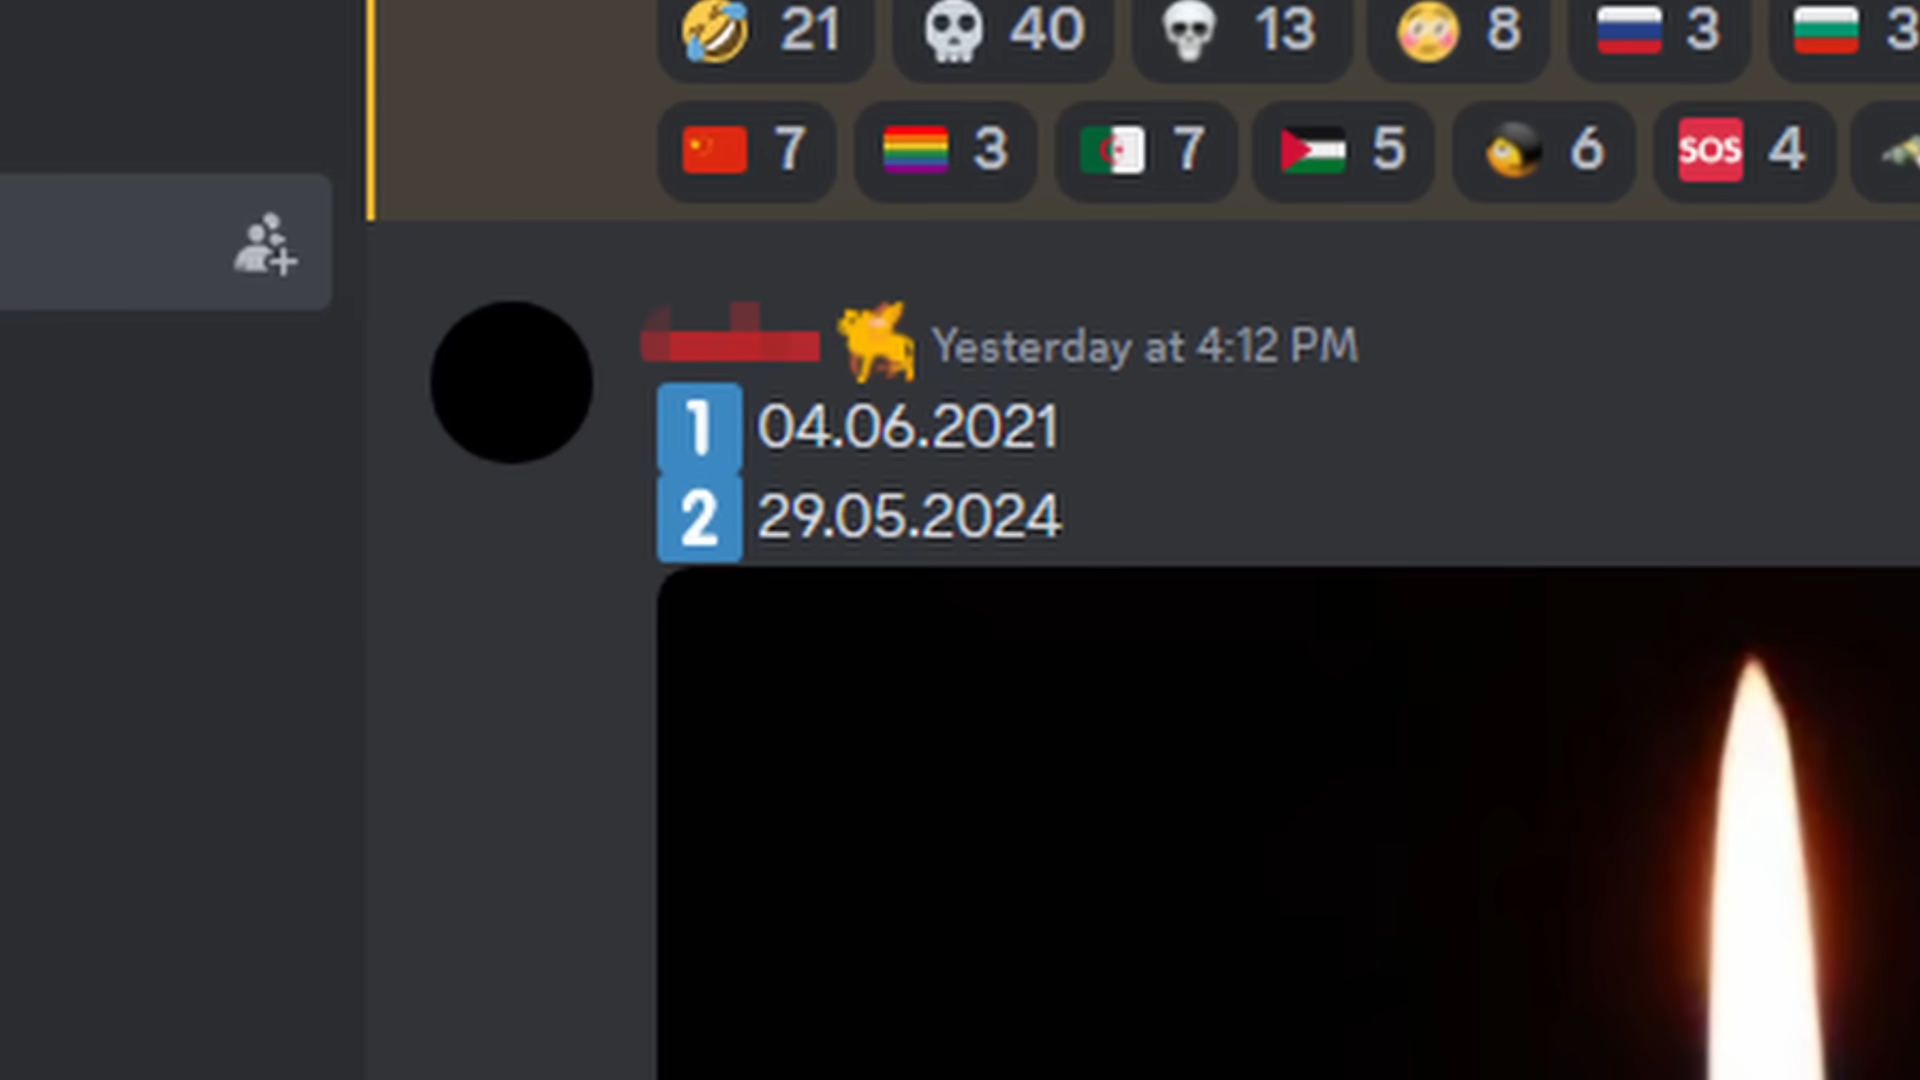 21 40 13 8 3 3
7 3 7 5 6 SOS 4
Yesterday at 4:12 PM
1 04.06.2021
2 29.05.2024